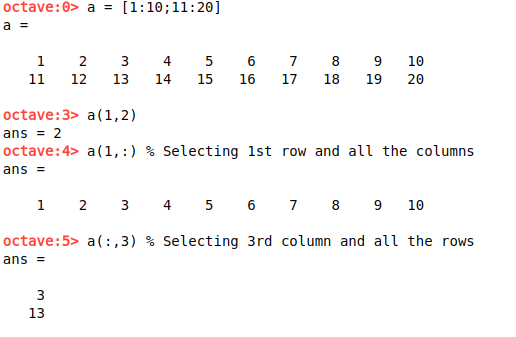 octave:0> a = [1:10;11:20]
a =
1 2 3 4 5 6 7 8 9 10
11 12 13 14 15 16 17 18 19 20
octave:3> a(1,2)
ans = 2
octave:4> a(1,:) % Selecting 1st row and all the columns
ans =
1 2 3 4 5 6 7 8 9 10
octave:5> a(:,3) % Selecting 3rd column and all the rows
ans =
3
13